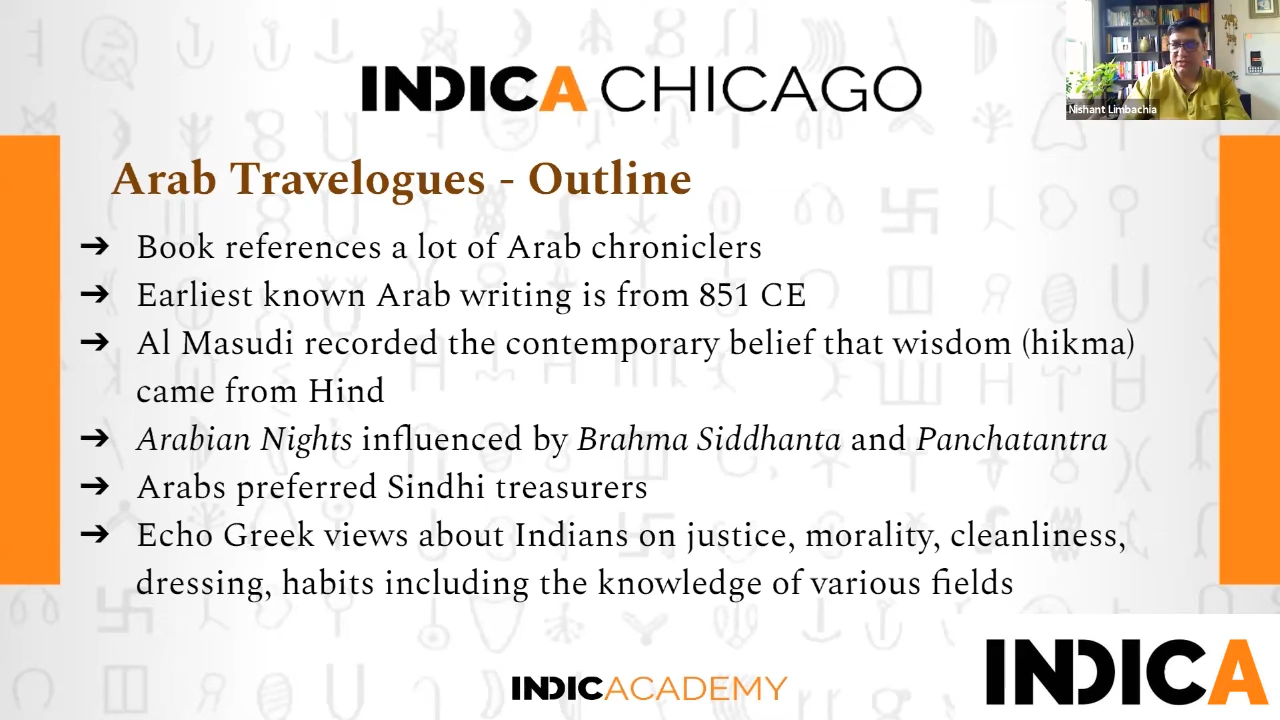 INDICA CHICAGO
Nishant Limbachia
Arab Travelogues - Outline
➔ Book references a lot of Arab chroniclers
➔ Earliest known Arab writing is from 851 CE
➔ Al Masudi recorded the contemporary belief that wisdom (hikma)
came from Hind
➔ Arabian Nights influenced by Brahma Siddhanta and Panchatantra
➔ Arabs preferred Sindhi treasurers
➔ Echo Greek views about Indians on justice, morality, cleanliness,
dressing, habits including the knowledge of various fields
INDICACADEMY
INDICA